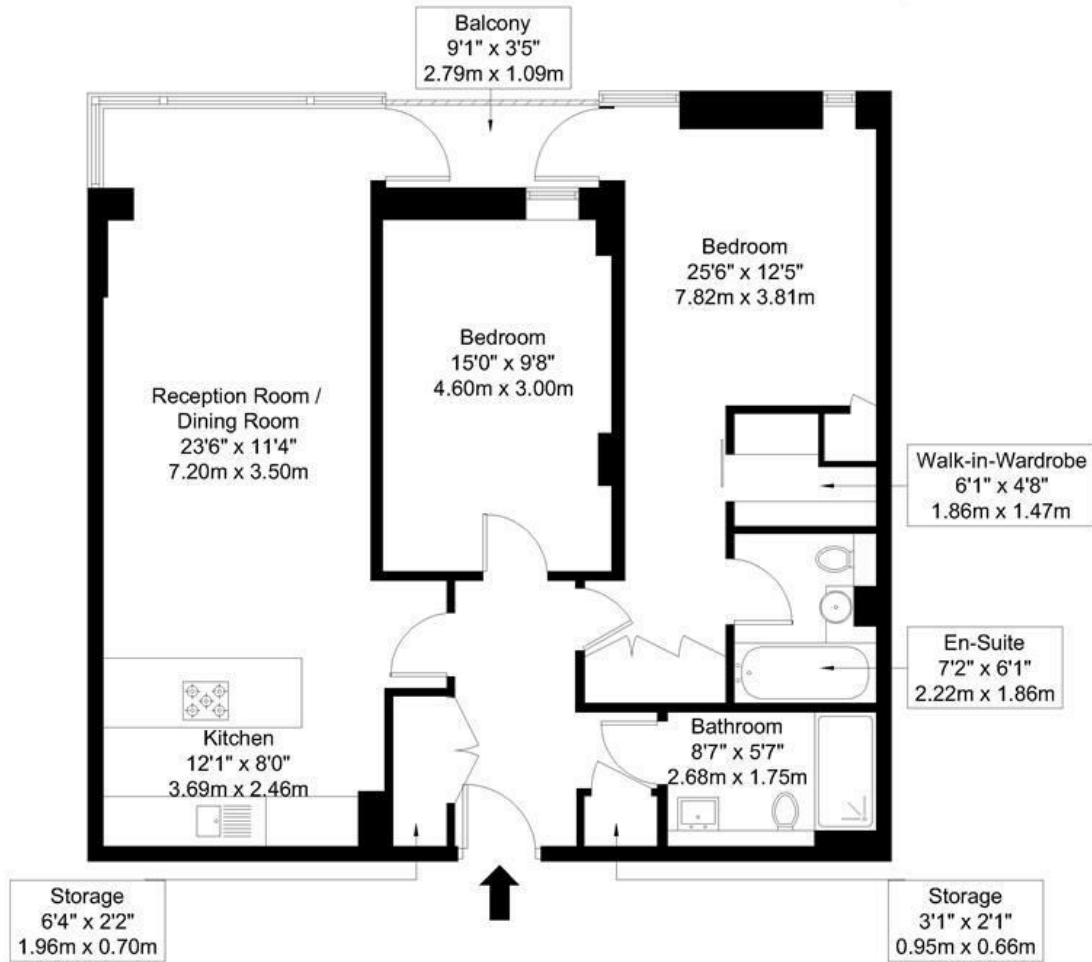 Balcony
9'1" x 3'5"
2.79m x 1.09m
Bedroom
25'6" x 12'5"
7.82m x 3.81m
Bedroom
15'0" x 9'8"
4.60m x 3.00m
Reception Room /
Dining Room
23'6" x 11'4"
7.20m x 3.50m
Walk-in-Wardrobe
6'1" x 4'8"
1.86m x 1.47m
En-Suite
7'2" x 6'1"
2.22m x 1.86m
Kitchen
12'1" x 8'0"
3.69m x 2.46m
Bathroom
8'7" x 5'7"
2.68m x 1.75m
Storage
6'4" x 2'2"
1.96m x 0.70m
Storage
3'1" x 2'1"
0.95m x 0.66m